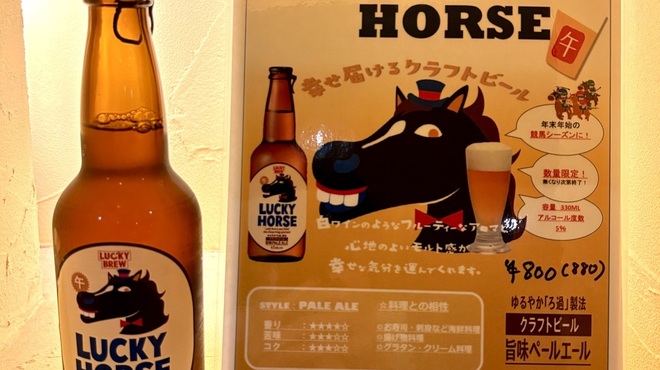 HORSE
午
幸せ届けるクラフトビール
年末年始の
競馬シーズンに!
数量限定!
無くなり次第終了!
容量 330ML
アルコール度数
5%
LUCKY
BREW
LUCKY
HORSE
白ワインのようなフルーティーなアロマと
心地のよいモルト感が
幸せな気分を運んでくれます。
¥800(880)
STYLE : PALE ALE
☆料理との相性
香り : ★★★★☆
苦味 : ★★★☆☆
コク : ★★★☆☆
☆お寿司・刺身など海鮮料理
☆揚げ物料理
☆グラタン・クリーム料理
ゆるやか「ろ過」製法
クラフトビール
旨味ペールエール
LUCKY
BREW
午
LUCKY
HORSE